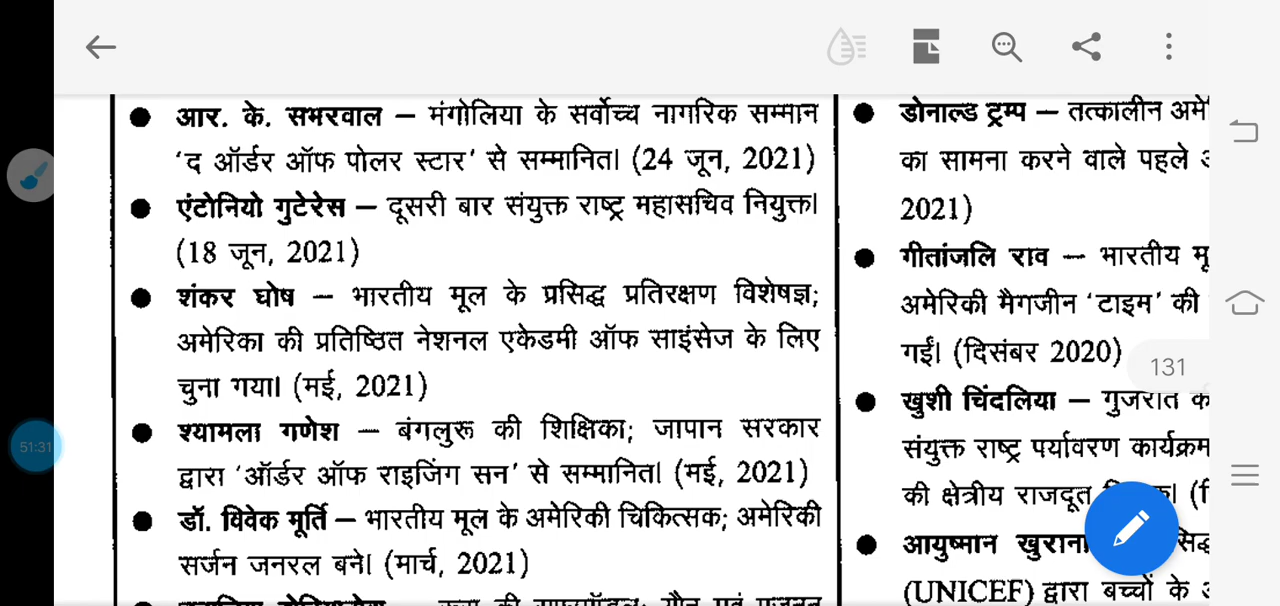 ● आर. के. सभरवाल – मंगोलिया के सर्वोच्च नागरिक सम्मान
‘द ऑर्डर ऑफ पोलर स्टार’ से सम्मानित। (24 जून, 2021)
● एंटोनियो गुटेरेस – दूसरी बार संयुक्त राष्ट्र महासचिव नियुक्त।
(18 जून, 2021)
● शंकर घोष – भारतीय मूल के प्रसिद्ध प्रतिरक्षण विशेषज्ञ;
अमेरिका की प्रतिष्ठित नेशनल एकेडमी ऑफ साइंसेज के लिए
चुना गया। (मई, 2021)
● श्यामला गणेश – बंगलुरू की शिक्षिका; जापान सरकार
द्वारा ‘ऑर्डर ऑफ राइजिंग सन’ से सम्मानित। (मई, 2021)
● डॉ. विवेक मूर्ति – भारतीय मूल के अमेरिकी चिकित्सक; अमेरिकी
सर्जन जनरल बने। (मार्च, 2021)
● डोनाल्ड ट्रम्प – तत्कालीन
का सामना करने वाले पहले
2021)
● गीतांजलि राव – भारतीय
अमेरिकी मैगजीन ‘टाइम’ की
गईं। (दिसंबर 2020)
● खुशी चिंदलिया – गुजरात
संयुक्त राष्ट्र पर्यावरण कार्यक्रम
की क्षेत्रीय राजदूत
● आयुष्मान खुराना
(UNICEF) द्वारा बच्चों के
131
51:31